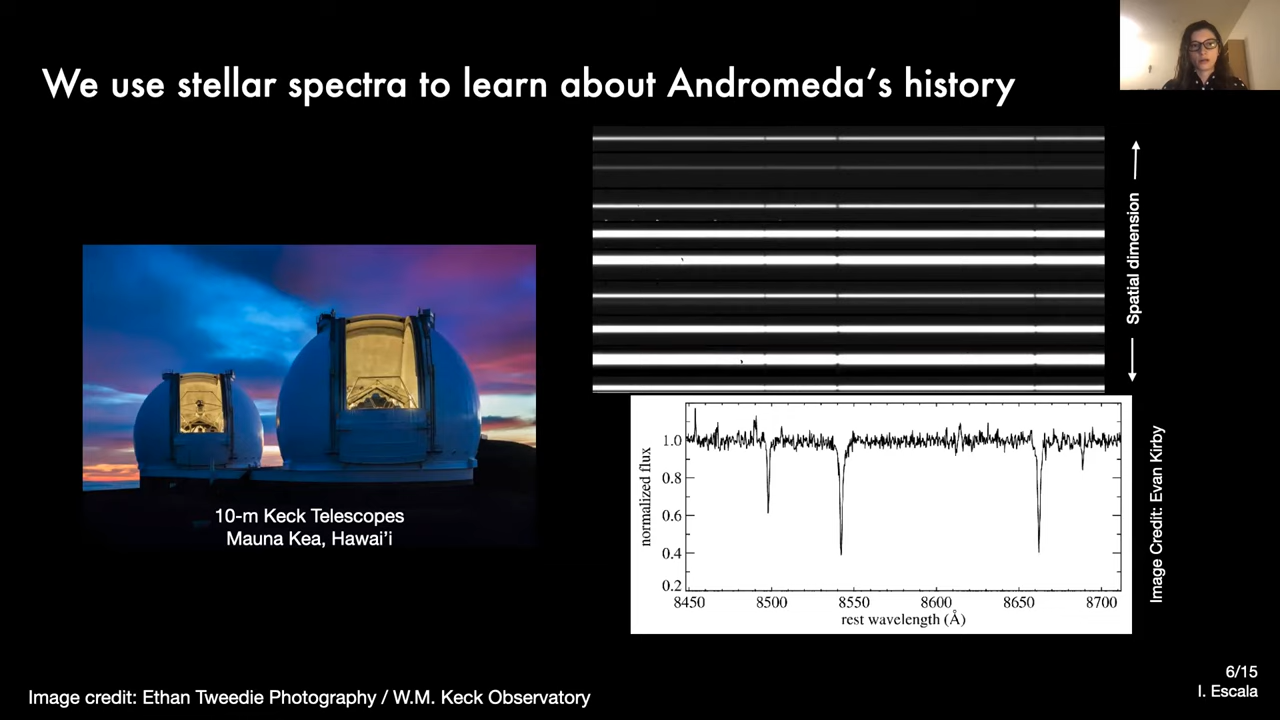 We use stellar spectra to learn about Andromeda's history
10-m Keck Telescopes
Mauna Kea, Hawai'i
Spatial dimension
normalized flux
1.0
0.8
0.6
0.4
0.2
8450 8500 8550 8600 8650 8700
rest wavelength (Å)
Image Credit: Evan Kirby
Image credit: Ethan Tweedie Photography / W.M. Keck Observatory
6/15
I. Escala